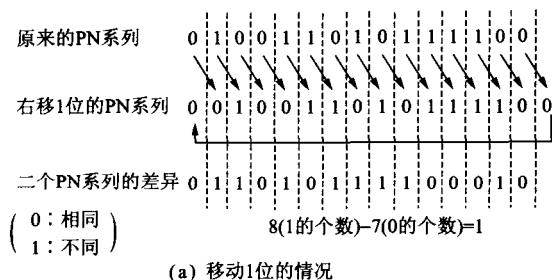 原来的PN系列 0 1 0 0 1 1 0 1 0 1 1 1 1 0 0
右移1位的PN系列 0 0 1 0 0 1 1 0 1 0 1 1 1 1 0
二个PN系列的差异 0 1 1 0 1 0 1 1 1 1 0 0 0 1 0
(0：相同
1：不同)
8(1的个数)–7(0的个数)=1
(a) 移动1位的情况